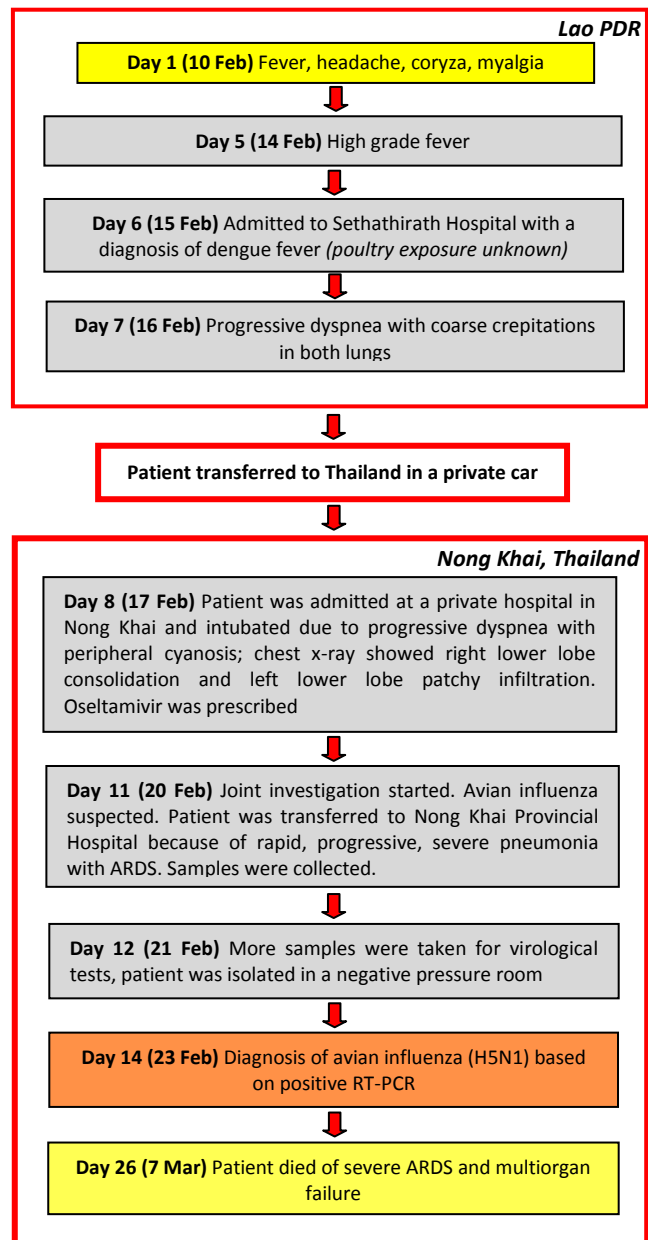 Lao PDR
Day 1 (10 Feb) Fever, headache, coryza, myalgia
Day 5 (14 Feb) High grade fever
Day 6 (15 Feb) Admitted to Sethathirath Hospital with a
diagnosis of dengue fever (poultry exposure unknown)
Day 7 (16 Feb) Progressive dyspnea with coarse crepitations
in both lungs
Patient transferred to Thailand in a private car
Nong Khai, Thailand
Day 8 (17 Feb) Patient was admitted at a private hospital in
Nong Khai and intubated due to progressive dyspnea with
peripheral cyanosis; chest x-ray showed right lower lobe
consolidation and left lower lobe patchy infiltration.
Oseltamivir was prescribed
Day 11 (20 Feb) Joint investigation started. Avian influenza
suspected. Patient was transferred to Nong Khai Provincial
Hospital because of rapid, progressive, severe pneumonia
with ARDS. Samples were collected.
Day 12 (21 Feb) More samples were taken for virological
tests, patient was isolated in a negative pressure room
Day 14 (23 Feb) Diagnosis of avian influenza (H5N1) based
on positive RT-PCR
Day 26 (7 Mar) Patient died of severe ARDS and multiorgan
failure